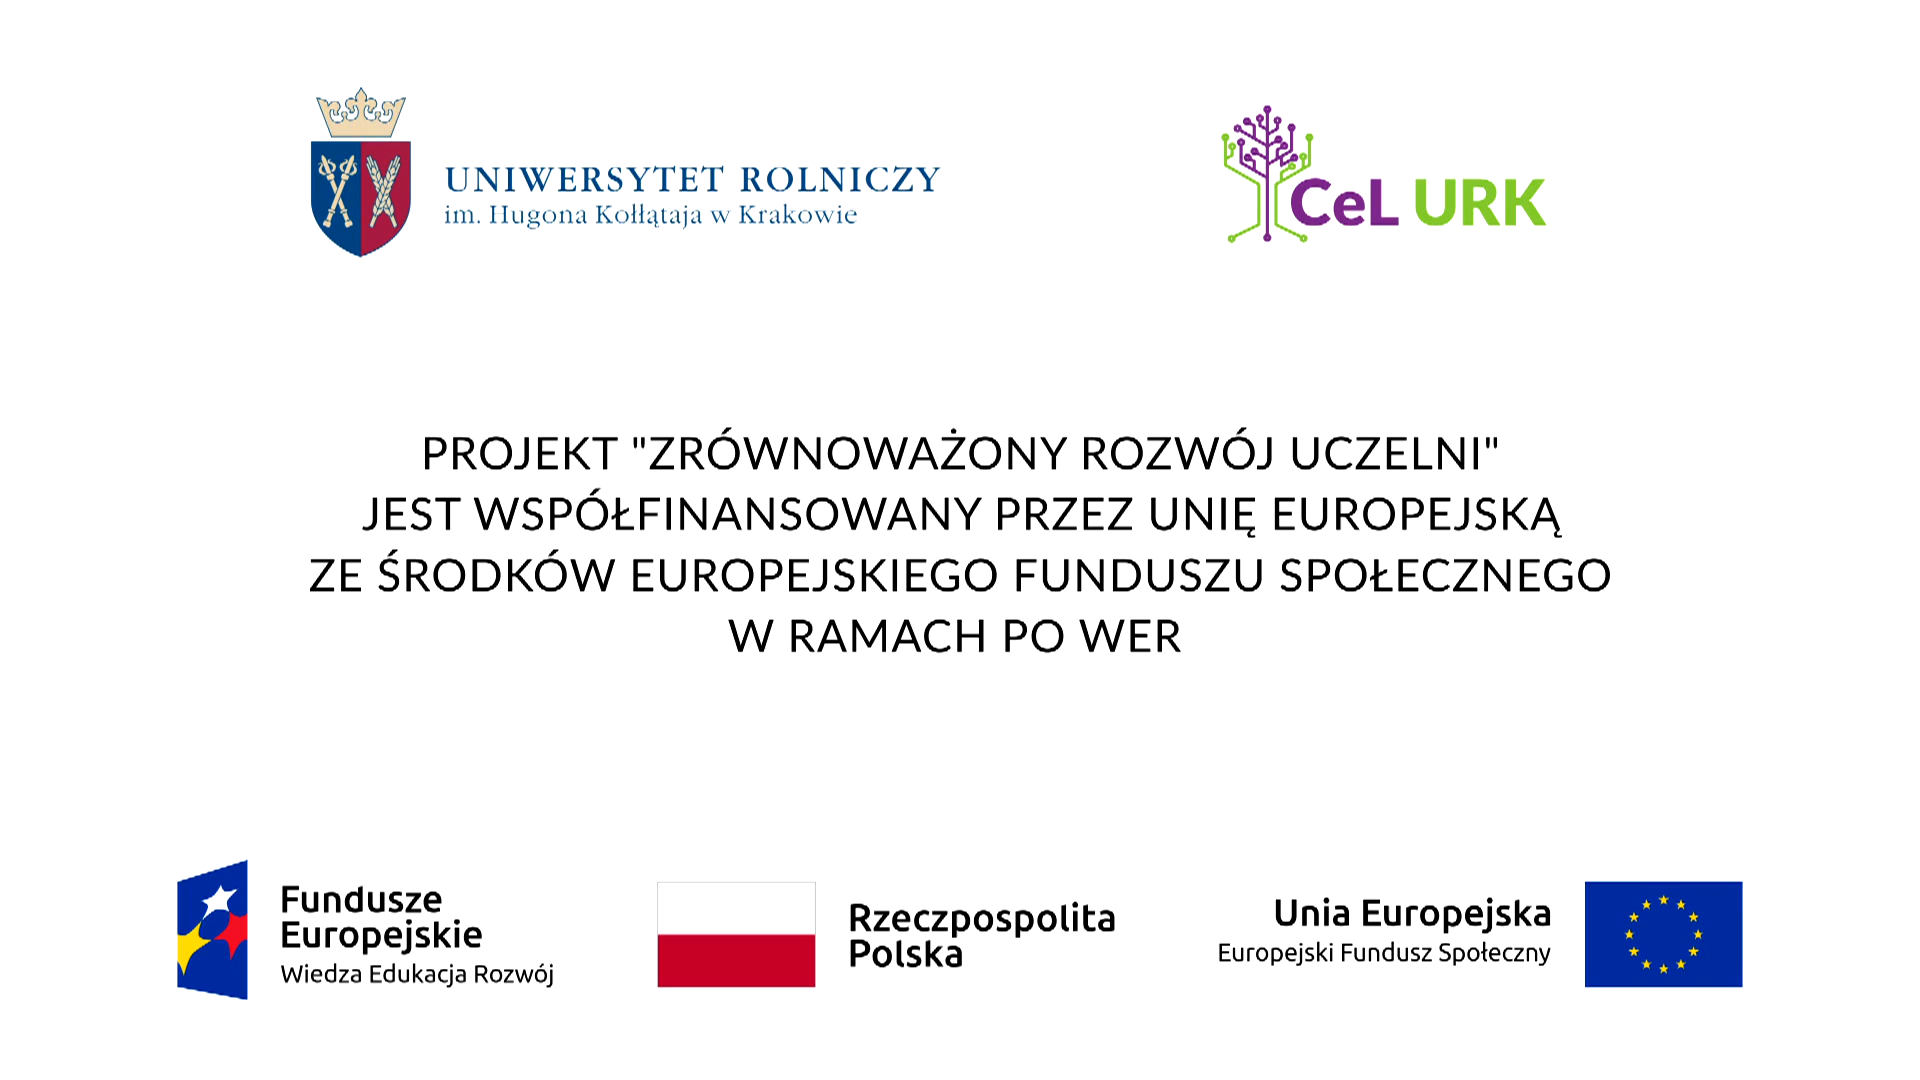 UNIWERSYTET ROLNICZY
im. Hugona Kołłątaja w Krakowie
CeL URK
PROJEKT "ZRÓWNOWAŻONY ROZWÓJ UCZELNI"
JEST WSPÓŁFINANSOWANY PRZEZ UNIĘ EUROPEJSKĄ
ZE ŚRODKÓW EUROPEJSKIEGO FUNDUSZU SPOŁECZNEGO
W RAMACH PO WER
Fundusze
Europejskie
Wiedza Edukacja Rozwój
Rzeczpospolita
Polska
Unia Europejska
Europejski Fundusz Społeczny